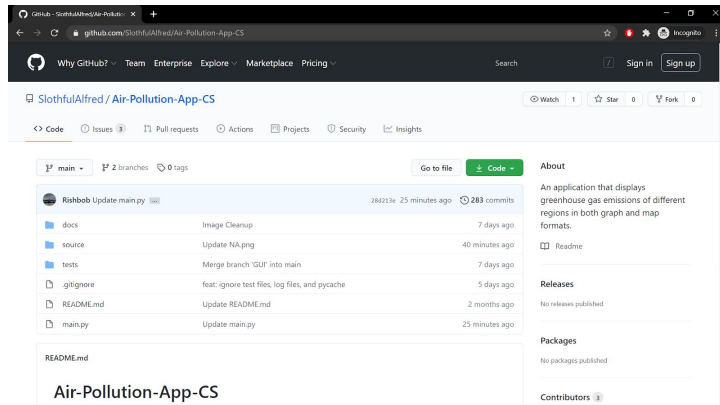 GitHub - SlothfulAlfred/Air-Pollution
github.com/SlothfulAlfred/Air-Pollution-App-CS
Incognito
Why GitHub? Team Enterprise Explore Marketplace Pricing Search / Sign in Sign up
SlothfulAlfred / Air-Pollution-App-CS
Watch 1 Star 0 Fork 0
Code Issues 3 Pull requests Actions Projects Security Insights
main 2 branches 0 tags Go to file Code
Rishbob Update main.py ... 28d213e 25 minutes ago 283 commits
docs Image Cleanup 7 days ago
source Update NA.png 40 minutes ago
tests Merge branch 'GUI' into main 7 days ago
.gitignore feat: ignore test files, log files, and pycache 5 days ago
README.md Update README.md 2 months ago
main.py Update main.py 25 minutes ago
README.md
Air-Pollution-App-CS
About
An application that displays
greenhouse gas emissions of different
regions in both graph and map
formats.
Readme
Releases
No releases published
Packages
No packages published
Contributors 3